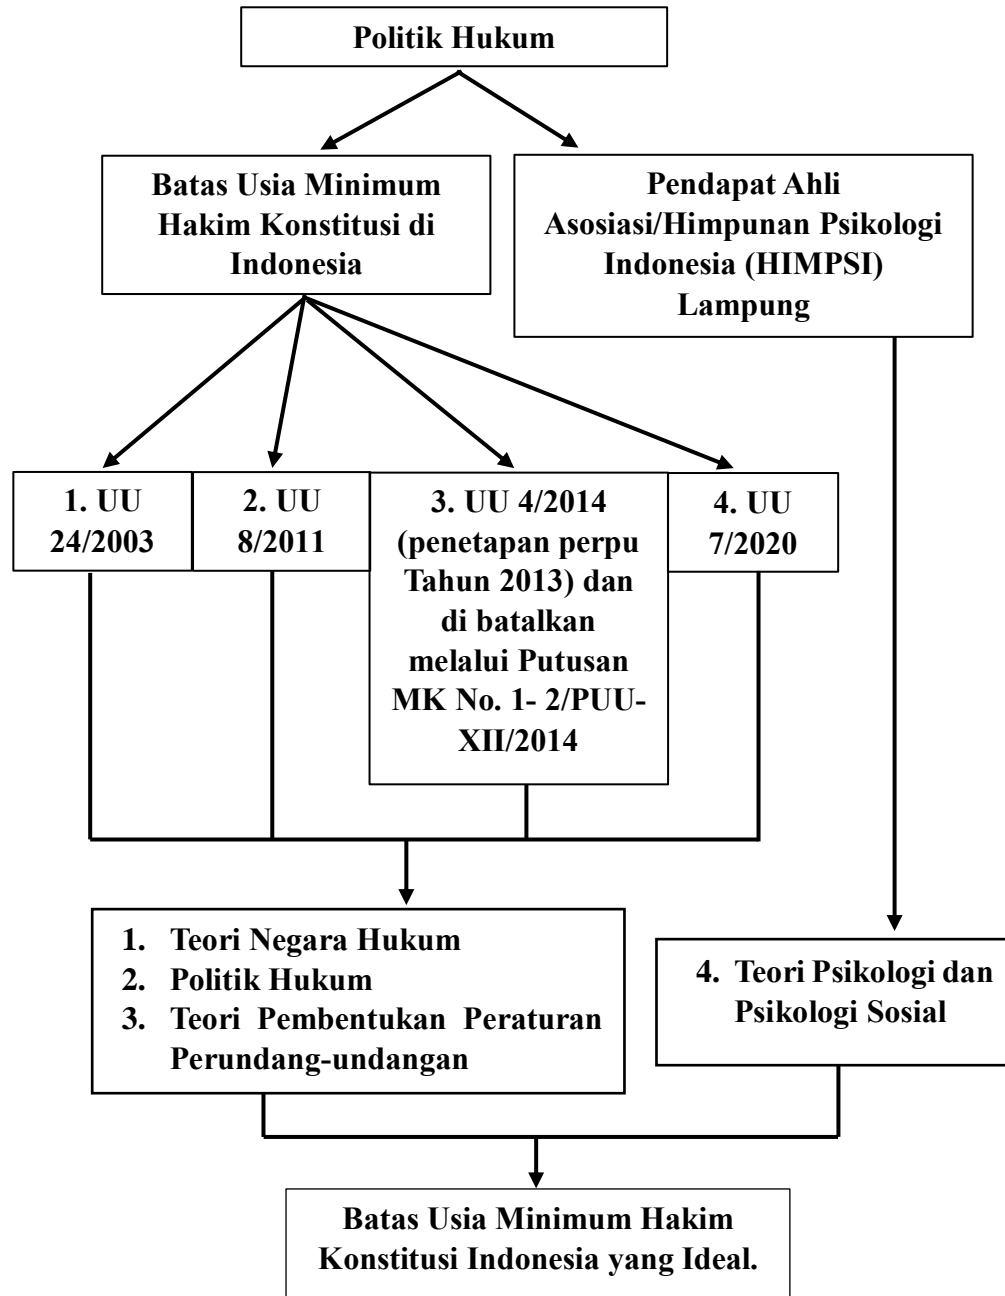 Politik Hukum
Batas Usia Minimum
Hakim Konstitusi di
Indonesia
Pendapat Ahli
Asosiasi/Himpunan Psikologi
Indonesia (HIMPSI)
Lampung
1. UU
24/2003
2. UU
8/2011
3. UU 4/2014
(penetapan perpu
Tahun 2013) dan
di batalkan
melalui Putusan
MK No. 1- 2/PUU-
XII/2014
4. UU
7/2020
1. Teori Negara Hukum
2. Politik Hukum
3. Teori Pembentukan Peraturan
Perundang-undangan
4. Teori Psikologi dan
Psikologi Sosial
Batas Usia Minimum Hakim
Konstitusi Indonesia yang Ideal.